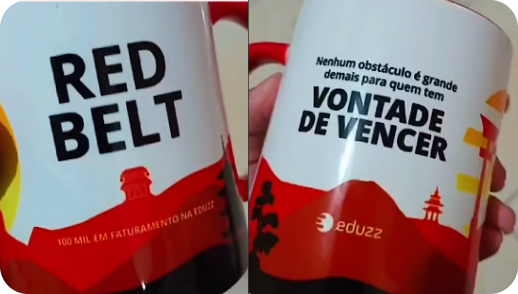 RED
BELT
100 MIL EM FATURAMENTO NA EDUZZ
Nenhum obstáculo é grande
demais para quem tem
VONTADE
DE VENCER
eduzz